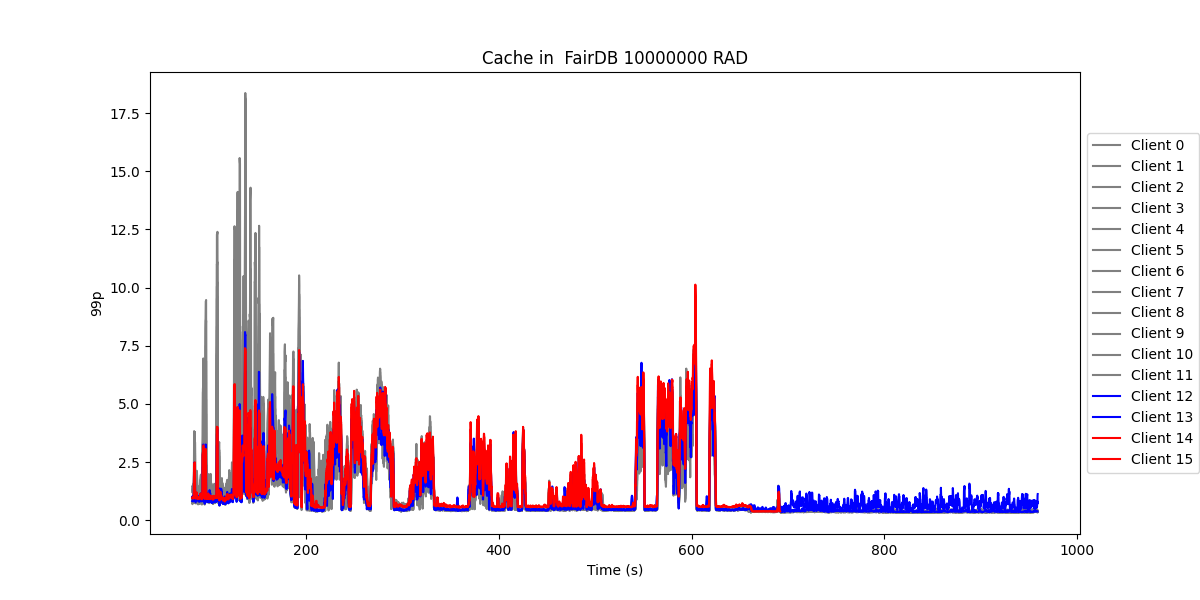 Cache in  FairDB 10000000 RAD
99p
17.5
15.0
12.5
10.0
7.5
5.0
2.5
0.0
200
400
600
800
1000
Time (s)
Client 0
Client 1
Client 2
Client 3
Client 4
Client 5
Client 6
Client 7
Client 8
Client 9
Client 10
Client 11
Client 12
Client 13
Client 14
Client 15